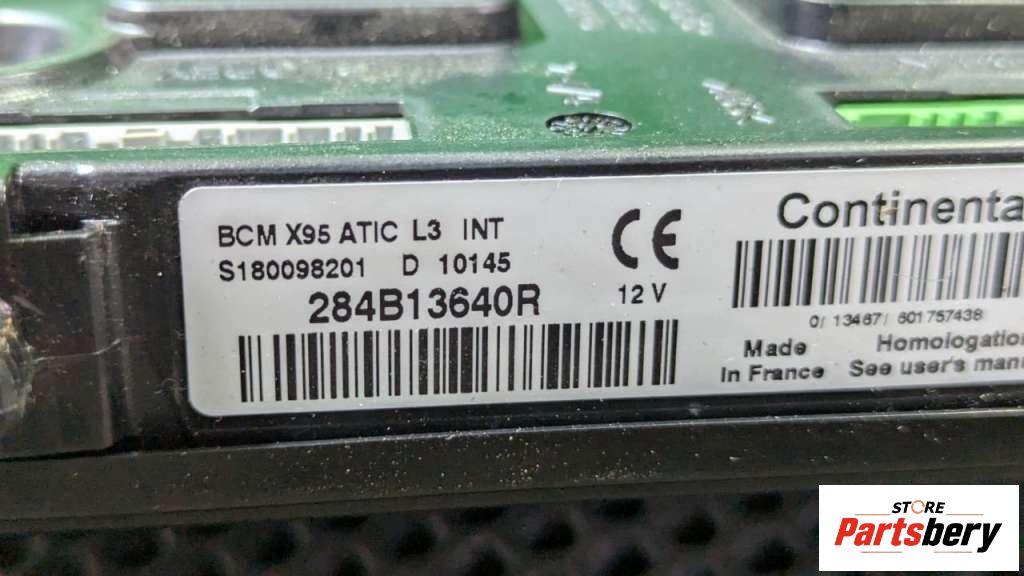 BCM X95 ATIC L3 INT
S180098201 D 10145
284B13640R
12 V
CE
Continenta
0/ 13467/ 601757438
Made
In France
Homologation
See user's manu
STORE
Partsbery